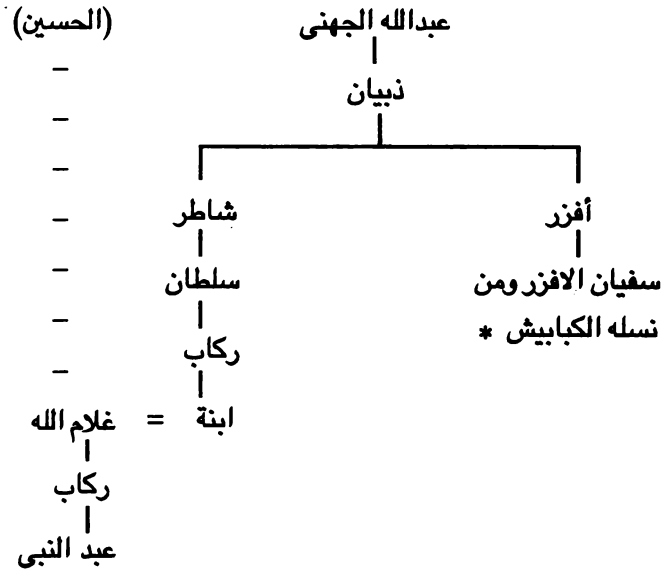 عبدالله الجهنى (الحسين)
ذبيان
أفزر شاطر
سفيان الافزر ومن سلطان
نسله الكبابيش *
ركاب
ابنة = غلام الله
ركاب
عبد النبى